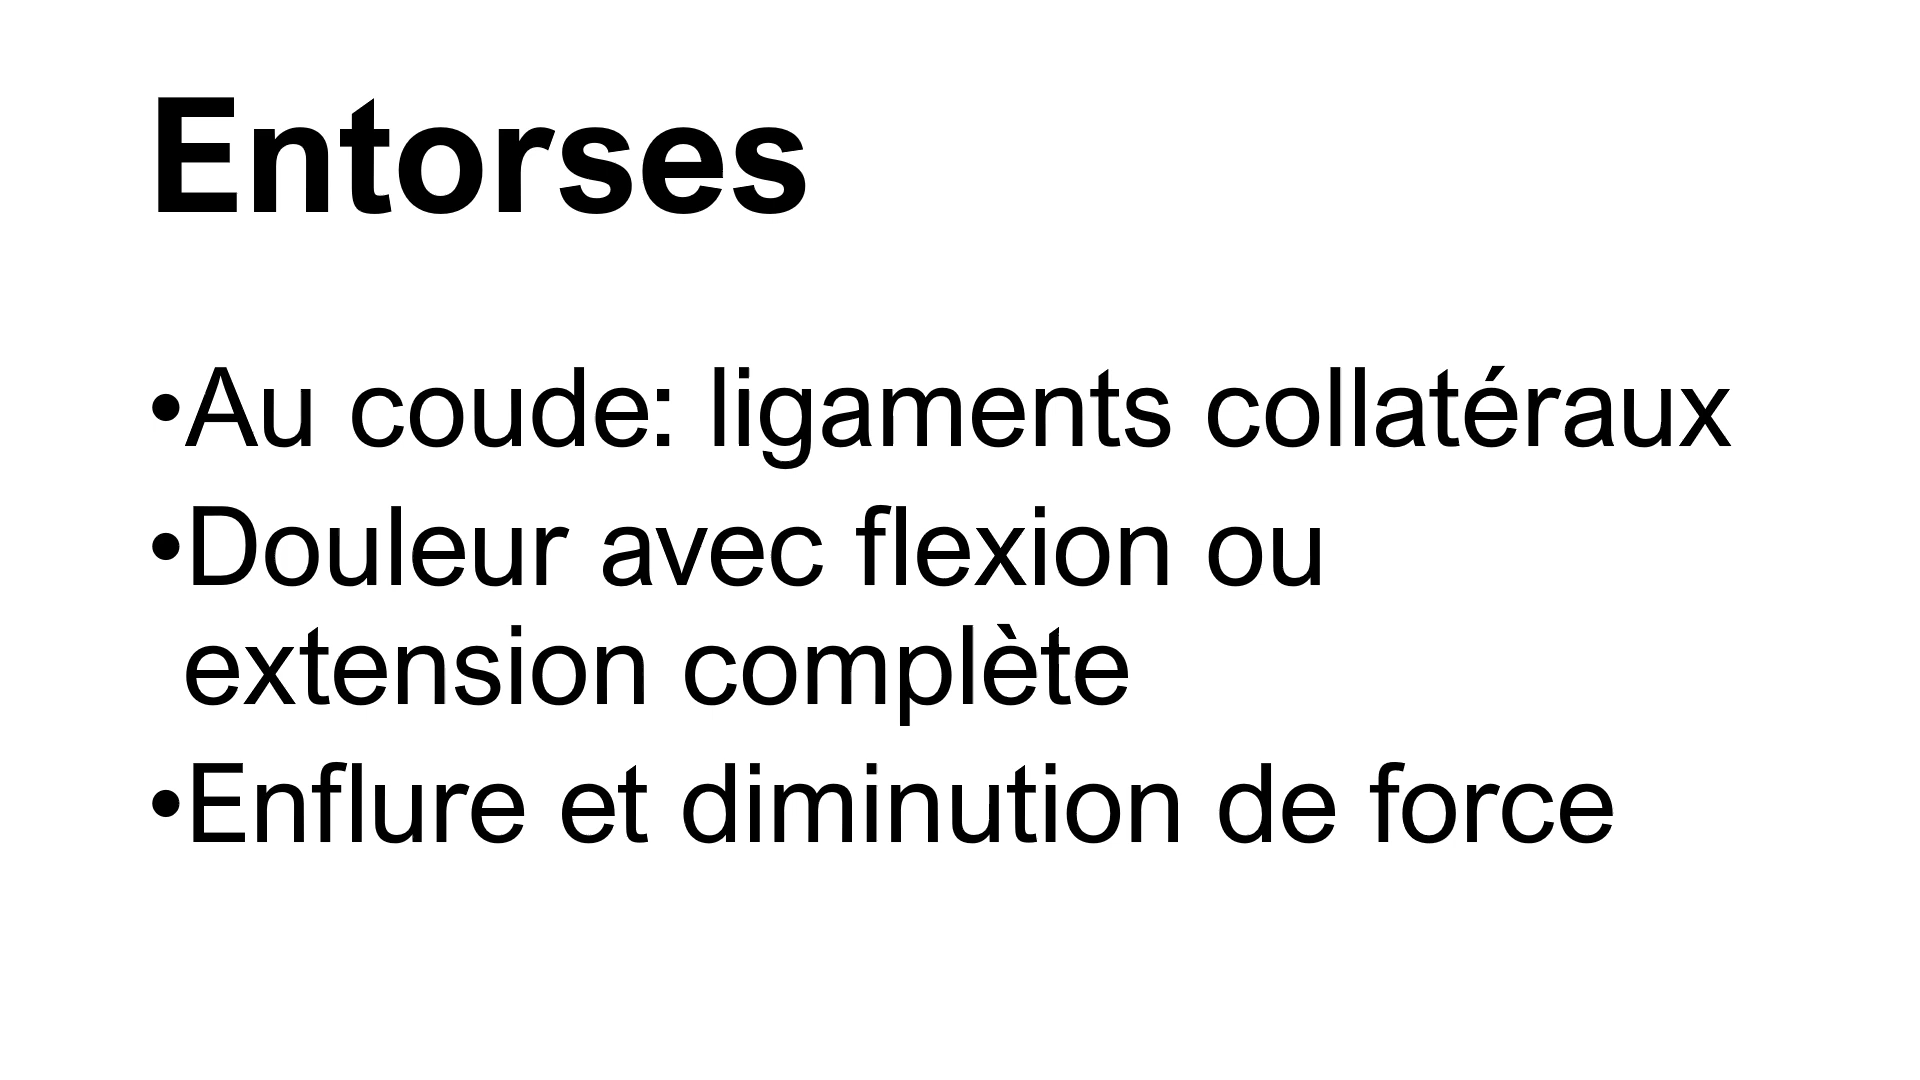 Entorses
•Au coude: ligaments collatéraux
•Douleur avec flexion ou
extension complète
•Enflure et diminution de force